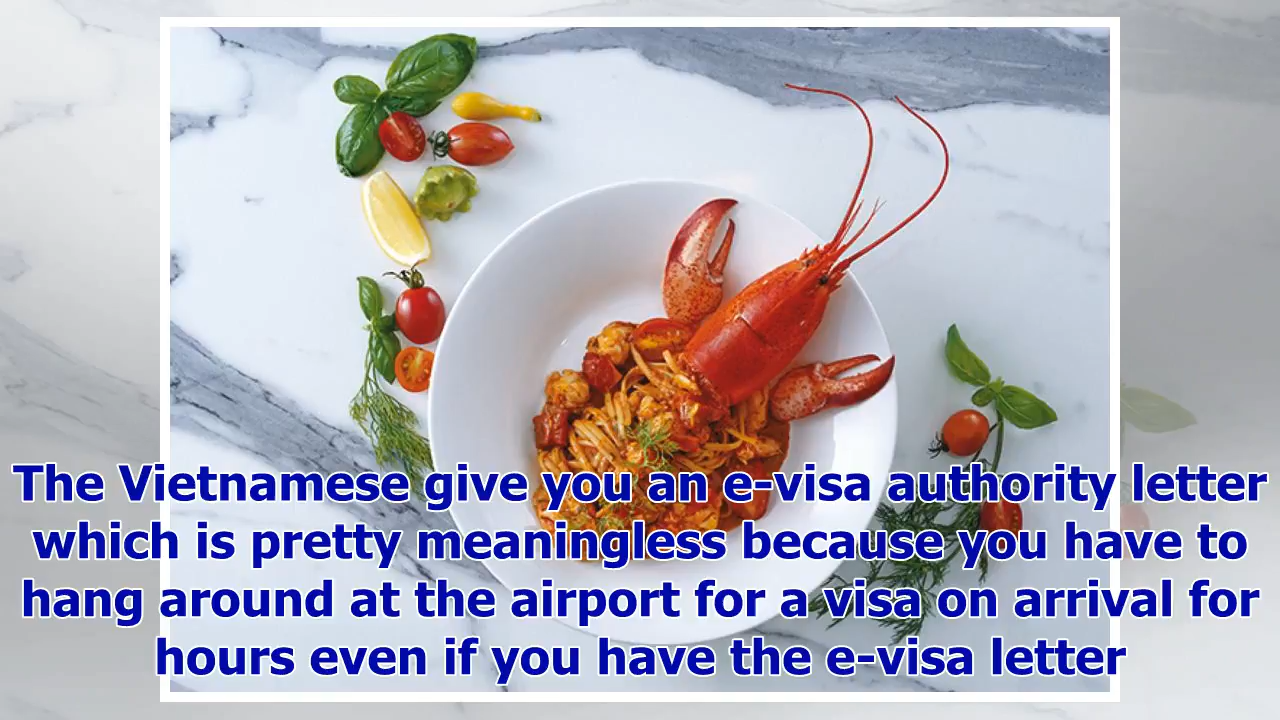 The Vietnamese give you an e-visa authority letter
which is pretty meaningless because you have to
hang around at the airport for a visa on arrival for
hours even if you have the e-visa letter